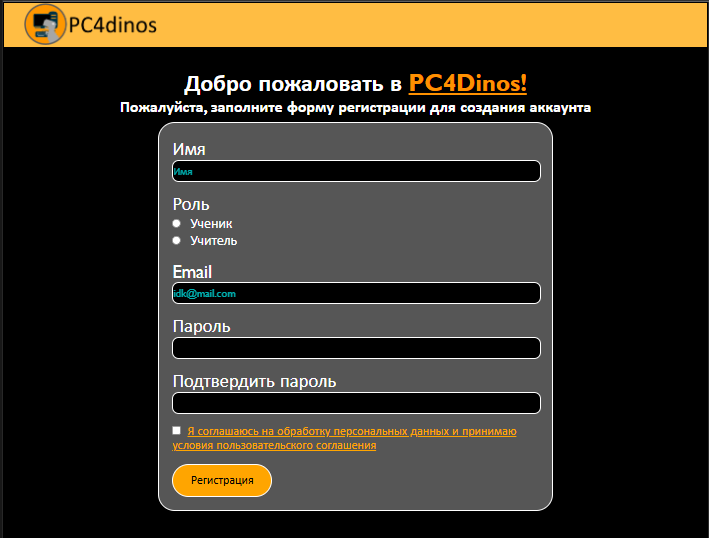 PC4dinos
Добро пожаловать в PC4Dinos!
Пожалуйста, заполните форму регистрации для создания аккаунта
Имя
Имя
Роль
Ученик
Учитель
Email
idk@mail.com
Пароль
Подтвердить пароль
Я соглашаюсь на обработку персональных данных и принимаю
условия пользовательского соглашения
Регистрация